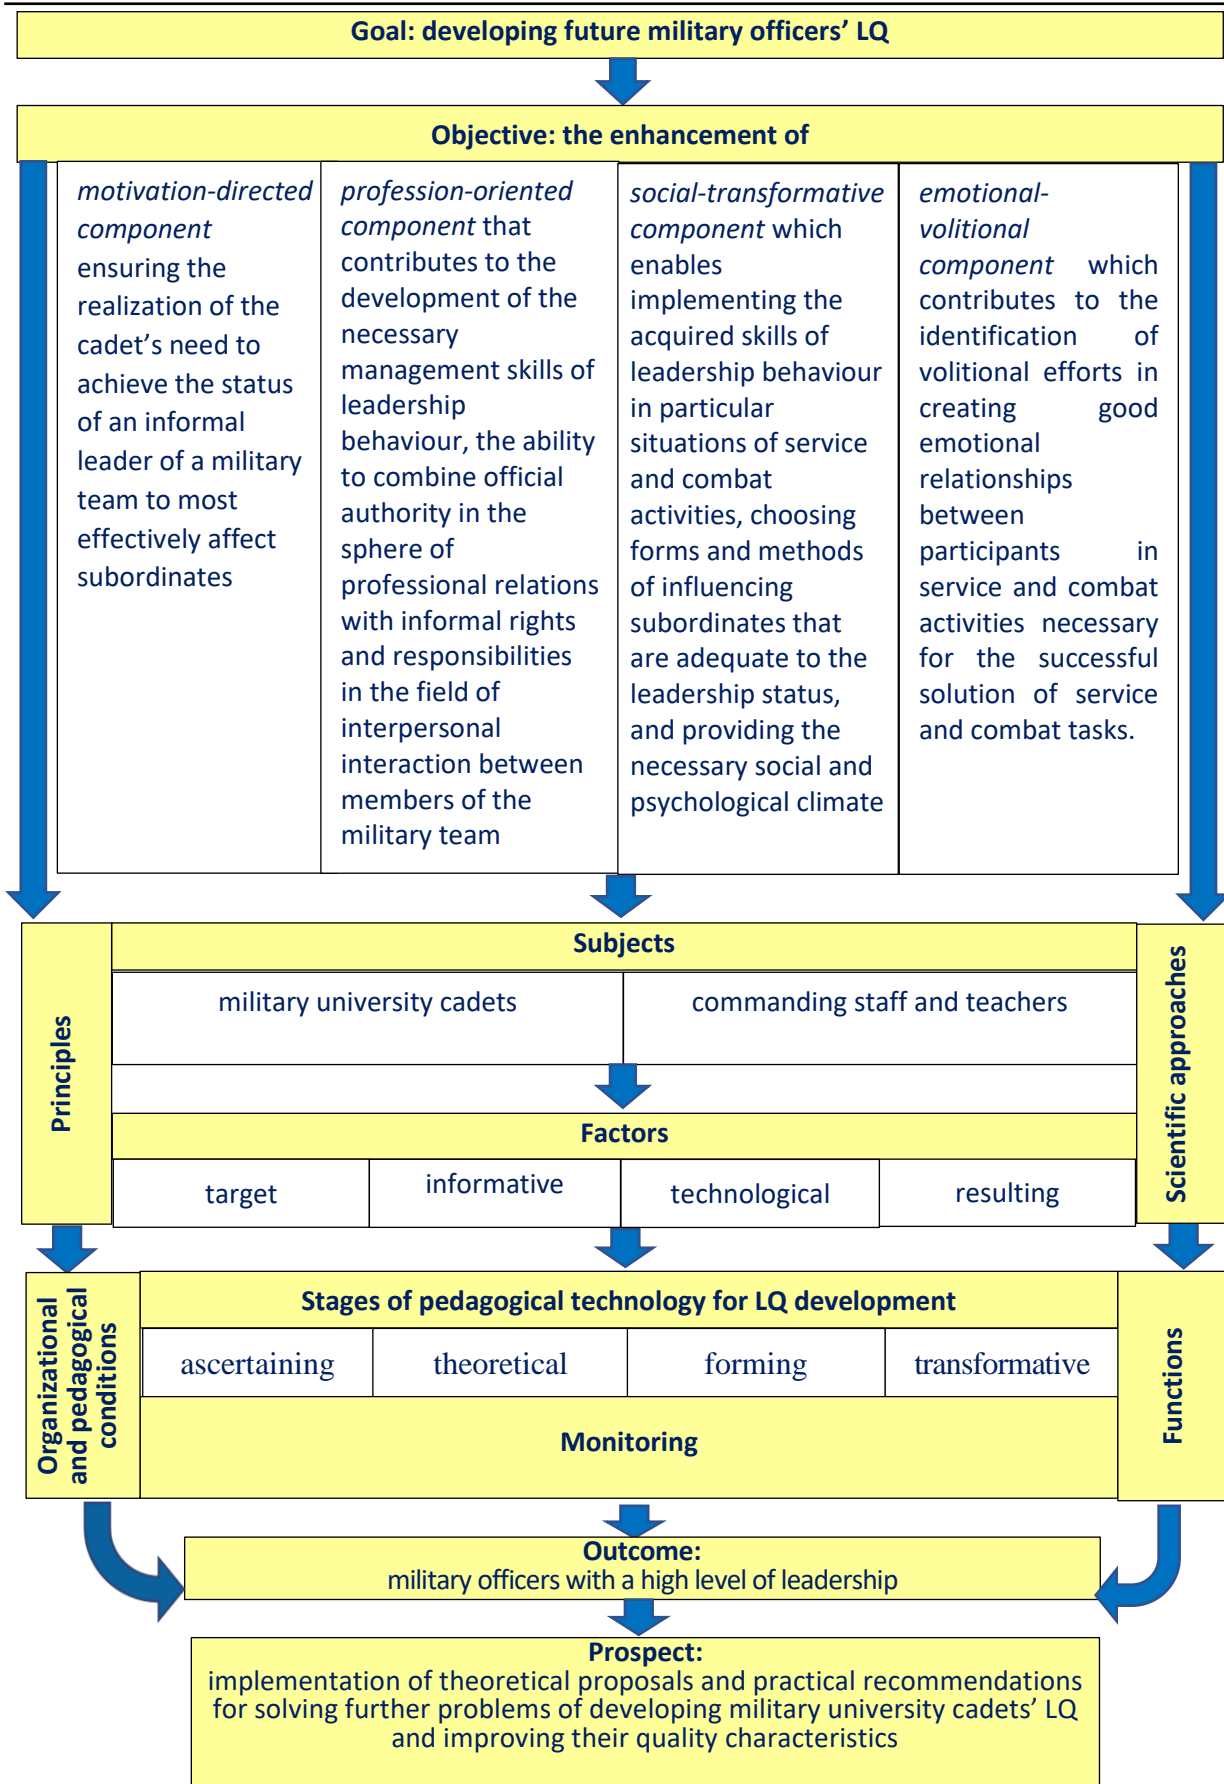 Goal: developing future military officers’ LQ
Objective: the enhancement of
motivation-directed
component
ensuring the
realization of the
cadet’s need to
achieve the status
of an informal
leader of a military
team to most
effectively affect
subordinates
profession-oriented
component that
contributes to the
development of the
necessary
management skills of
leadership
behaviour, the ability
to combine official
authority in the
sphere of
professional relations
with informal rights
and responsibilities
in the field of
interpersonal
interaction between
members of the
military team
social-transformative
component which
enables
implementing the
acquired skills of
leadership behaviour
in particular
situations of service
and combat
activities, choosing
forms and methods
of influencing
subordinates that
are adequate to the
leadership status,
and providing the
necessary social and
psychological climate
emotional-
volitional
component which
contributes to the
identification of
volitional efforts in
creating good
emotional
relationships
between
participants in
service and combat
activities necessary
for the successful
solution of service
and combat tasks.
Principles
Subjects
military university cadets
commanding staff and teachers
Factors
target
informative
technological
resulting
Scientific approaches
Organizational
and pedagogical
conditions
Stages of pedagogical technology for LQ development
ascertaining
theoretical
forming
transformative
Monitoring
Functions
Outcome:
military officers with a high level of leadership
Prospect:
implementation of theoretical proposals and practical recommendations
for solving further problems of developing military university cadets’ LQ
and improving their quality characteristics